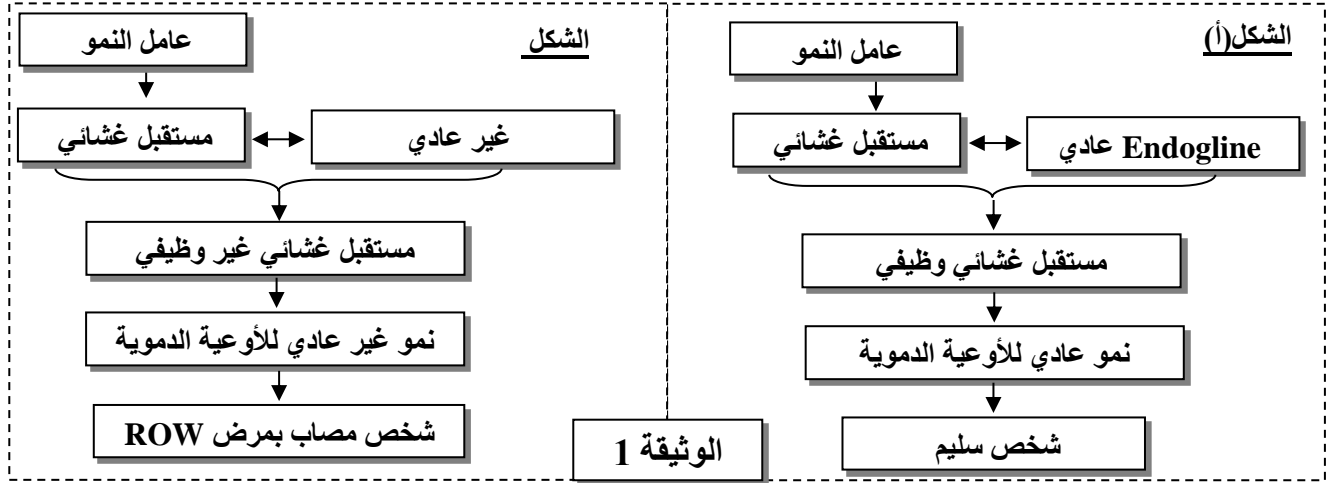 الشكل(أ)
عامل النمو
مستقبل غشائي
Endogline عادي
مستقبل غشائي وظيفي
نمو عادي للأوعية الدموية
شخص سليم
الشكل
عامل النمو
مستقبل غشائي
غير عادي
مستقبل غشائي غير وظيفي
نمو غير عادي للأوعية الدموية
شخص مصاب بمرض ROW
الوثيقة 1